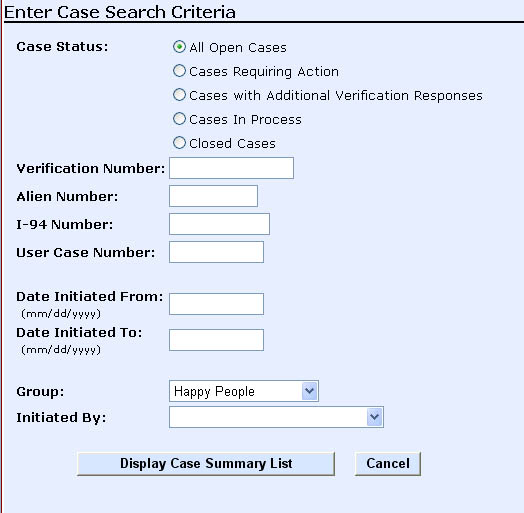 Enter Case Search Criteria
Case Status:
All Open Cases
Cases Requiring Action
Cases with Additional Verification Responses
Cases In Process
Closed Cases
Verification Number:
Alien Number:
I-94 Number:
User Case Number:
Date Initiated From:
(mm/dd/yyyy)
Date Initiated To:
(mm/dd/yyyy)
Group: Happy People
Initiated By:
Display Case Summary List Cancel